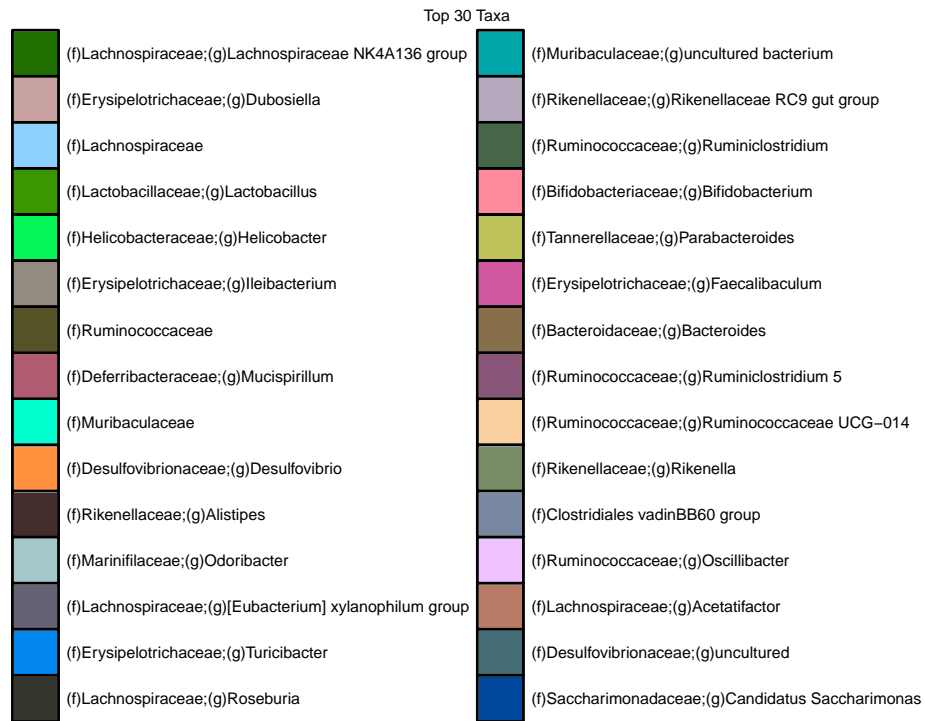 Top 30 Taxa
(f)Lachnospiraceae;(g)Lachnospiraceae NK4A136 group
(f)Erysipelotrichaceae;(g)Dubosiella
(f)Lachnospiraceae
(f)Lactobacillaceae;(g)Lactobacillus
(f)Helicobacteraceae;(g)Helicobacter
(f)Erysipelotrichaceae;(g)Ileibacterium
(f)Ruminococcaceae
(f)Deferribacteraceae;(g)Mucispirillum
(f)Muribaculaceae
(f)Desulfovibrionaceae;(g)Desulfovibrio
(f)Rikenellaceae;(g)Alistipes
(f)Marinifilaceae;(g)Odoribacter
(f)Lachnospiraceae;(g)[Eubacterium] xylanophilum group
(f)Erysipelotrichaceae;(g)Turicibacter
(f)Lachnospiraceae;(g)Roseburia
(f)Muribaculaceae;(g)uncultured bacterium
(f)Rikenellaceae;(g)Rikenellaceae RC9 gut group
(f)Ruminococcaceae;(g)Ruminiclostridium
(f)Bifidobacteriaceae;(g)Bifidobacterium
(f)Tannerellaceae;(g)Parabacteroides
(f)Erysipelotrichaceae;(g)Faecalibaculum
(f)Bacteroidaceae;(g)Bacteroides
(f)Ruminococcaceae;(g)Ruminiclostridium 5
(f)Ruminococcaceae;(g)Ruminococcaceae UCG−014
(f)Rikenellaceae;(g)Rikenella
(f)Clostridiales vadinBB60 group
(f)Ruminococcaceae;(g)Oscillibacter
(f)Lachnospiraceae;(g)Acetatifactor
(f)Desulfovibrionaceae;(g)uncultured
(f)Saccharimonadaceae;(g)Candidatus Saccharimonas